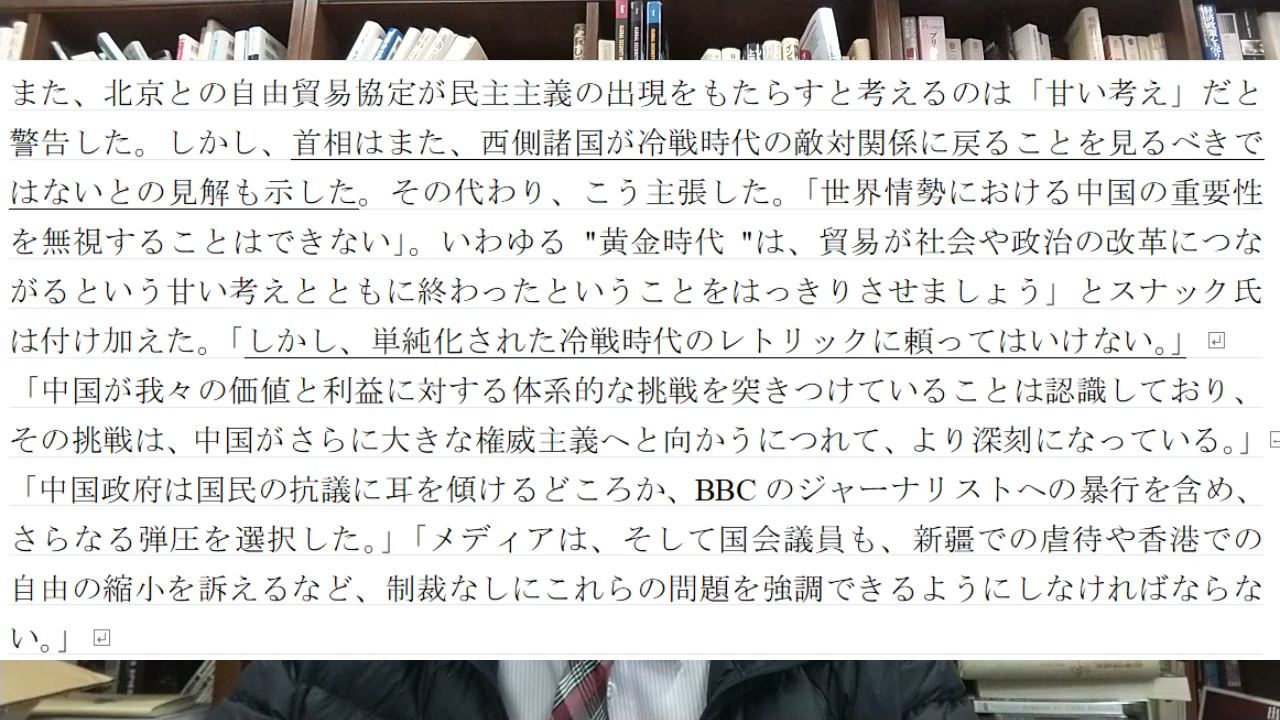 また、北京との自由貿易協定が民主主義の出現をもたらすと考えるのは「甘い考え」だと
警告した。しかし、首相はまた、西側諸国が冷戦時代の敵対関係に戻ることを見るべきで
はないとの見解も示した。その代わり、こう主張した。「世界情勢における中国の重要性
を無視することはできない」。いわゆる "黄金時代 "は、貿易が社会や政治の改革につな
がるという甘い考えとともに終わったということをはっきりさせましょう」とスナック氏
は付け加えた。「しかし、単純化された冷戦時代のレトリックに頼ってはいけない。」
「中国が我々の価値と利益に対する体系的な挑戦を突きつけていることは認識しており、
その挑戦は、中国がさらに大きな権威主義へと向かうにつれて、より深刻になっている。」
「中国政府は国民の抗議に耳を傾けるどころか、BBC のジャーナリストへの暴行を含め、
さらなる弾圧を選択した。」「メディアは、そして国会議員も、新疆での虐待や香港での
自由の縮小を訴えるなど、制裁なしにこれらの問題を強調できるようにしなければならな
い。」